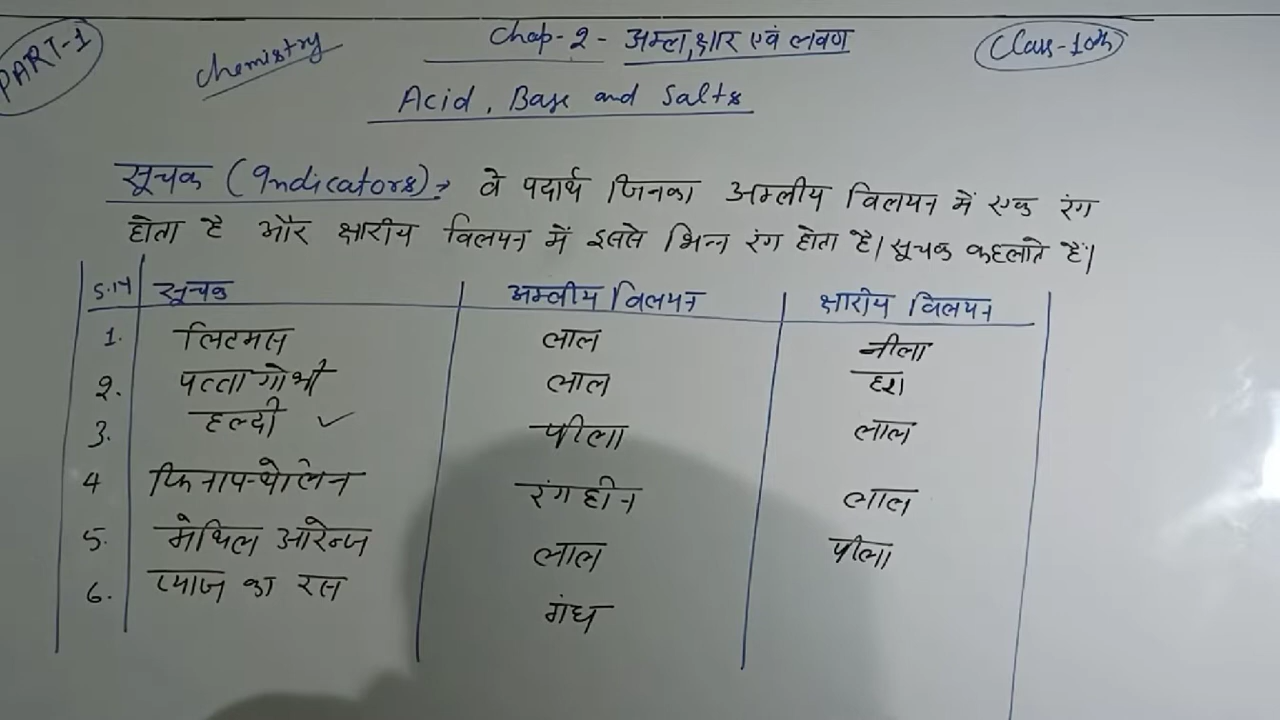 PART-1
Chemistry
Chap-2- अम्ल,क्षार एवं लवण
Class-10th
Acid, Base and Salts
सूचक (Indicators) → वे पदार्थ जिनका अम्लीय विलयन में एक रंग
होता है और क्षारीय विलयन में इससे भिन्न रंग होता है। सूचक कहलाते हैं।
S.N सूचक अम्लीय विलयन क्षारीय विलयन
1. लिटमस लाल नीला
2. पत्तागोभी लाल हरा
3. हल्दी ✓ पीला लाल
4 फिनाफ्थेलिन रंगहीन लाल
5. मेथिल ऑरेन्ज लाल पीला
6. प्याज का रस गंध